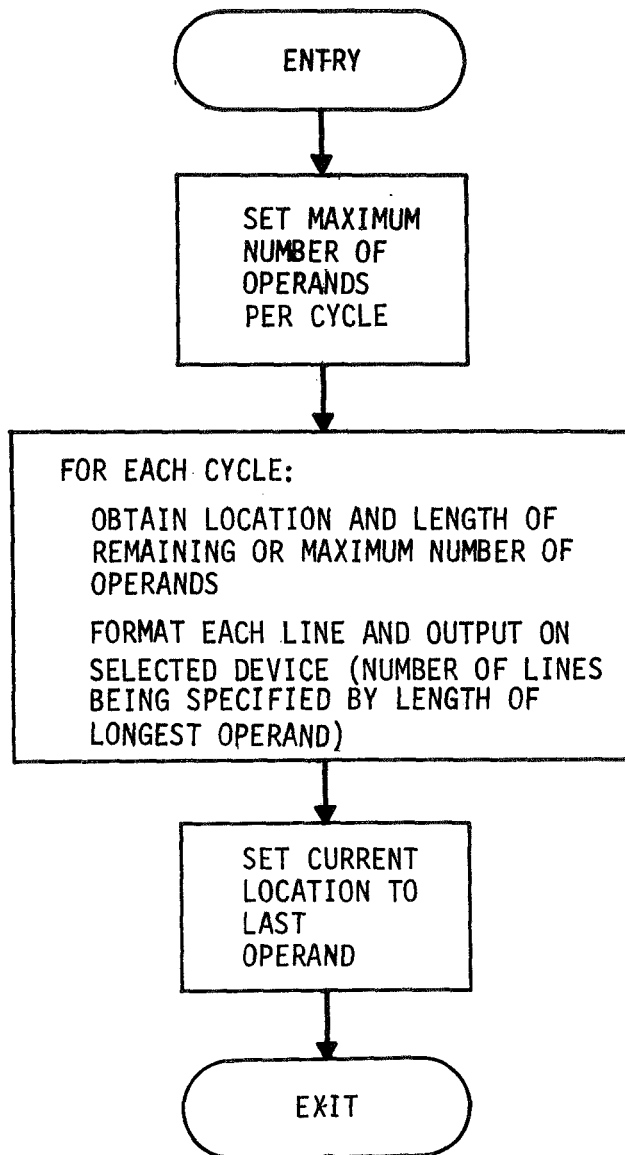 ENTRY
SET MAXIMUM
NUMBER OF
OPERANDS
PER CYCLE
FOR EACH CYCLE:
OBTAIN LOCATION AND LENGTH OF
REMAINING OR MAXIMUM NUMBER OF
OPERANDS
FORMAT EACH LINE AND OUTPUT ON
SELECTED DEVICE (NUMBER OF LINES
BEING SPECIFIED BY LENGTH OF
LONGEST OPERAND)
SET CURRENT
LOCATION TO
LAST
OPERAND
EXIT